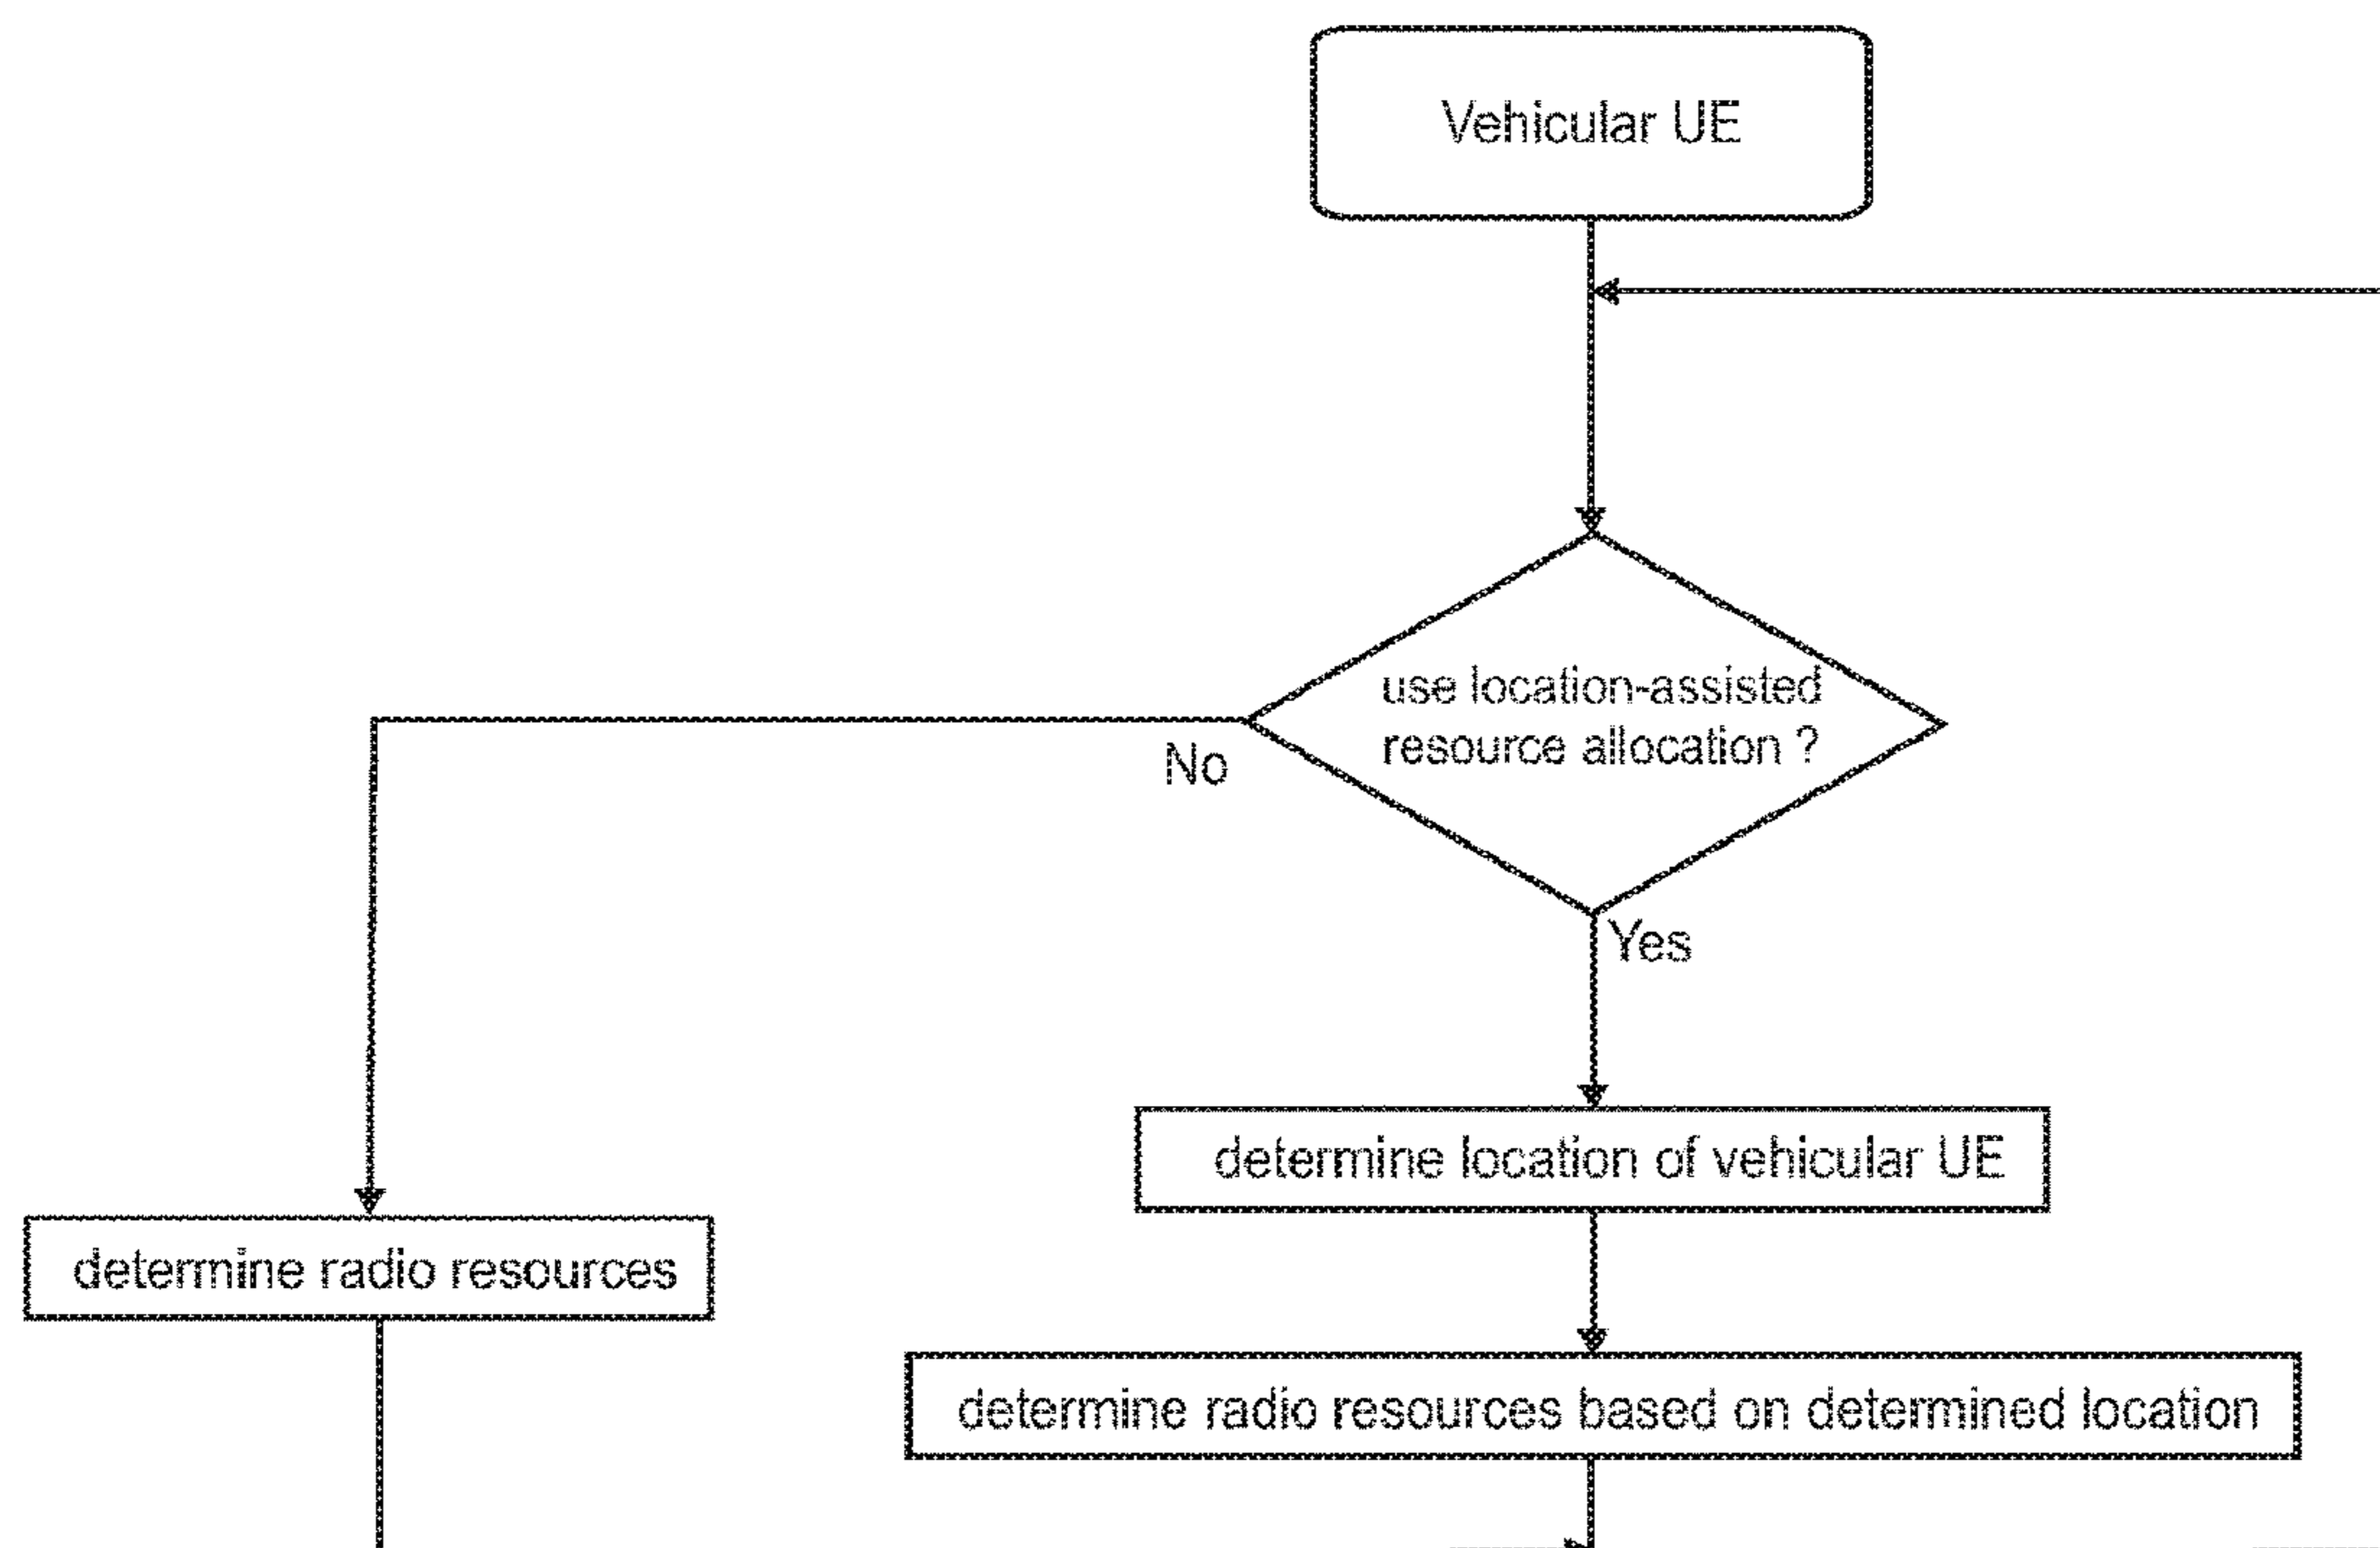 Vehicular UE
use location-assisted
resource allocation ?
No
Yes
determine location of vehicular UE
determine radio resources
determine radio resources based on determined location